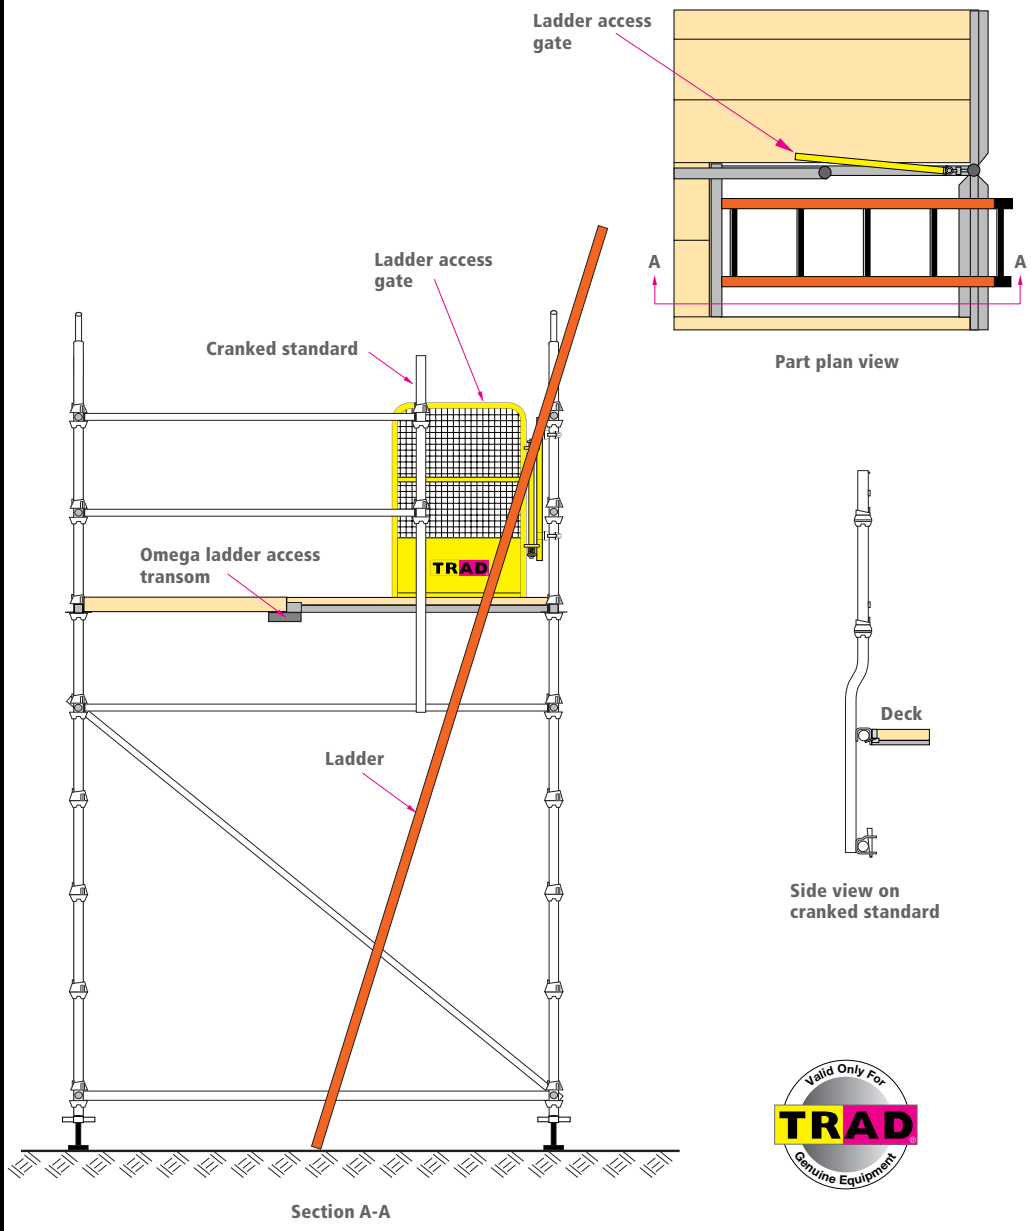 Ladder access
gate
A
A
Part plan view
Ladder access
gate
Cranked standard
Omega ladder access
transom
TRAD
Ladder
Deck
Side view on
cranked standard
Valid Only For
TRAD®
Genuine Equipment
Section A-A